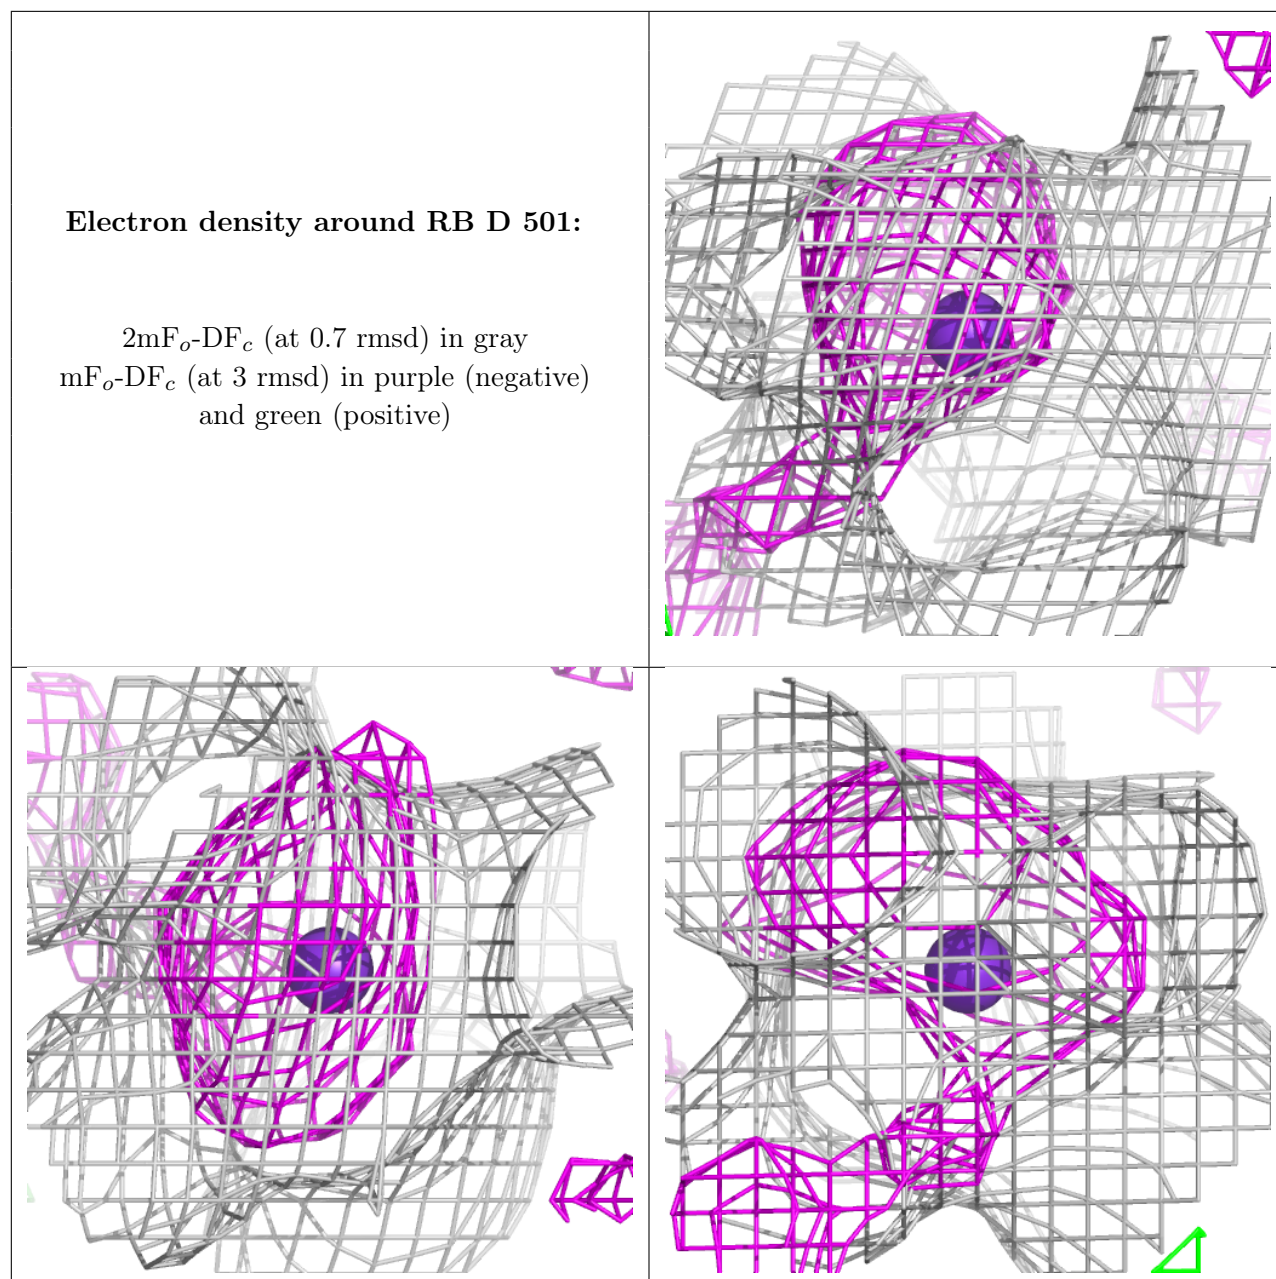 Electron density around RB D 501:
2mFₒ-DF𝒸 (at 0.7 rmsd) in gray
mFₒ-DF𝒸 (at 3 rmsd) in purple (negative)
and green (positive)